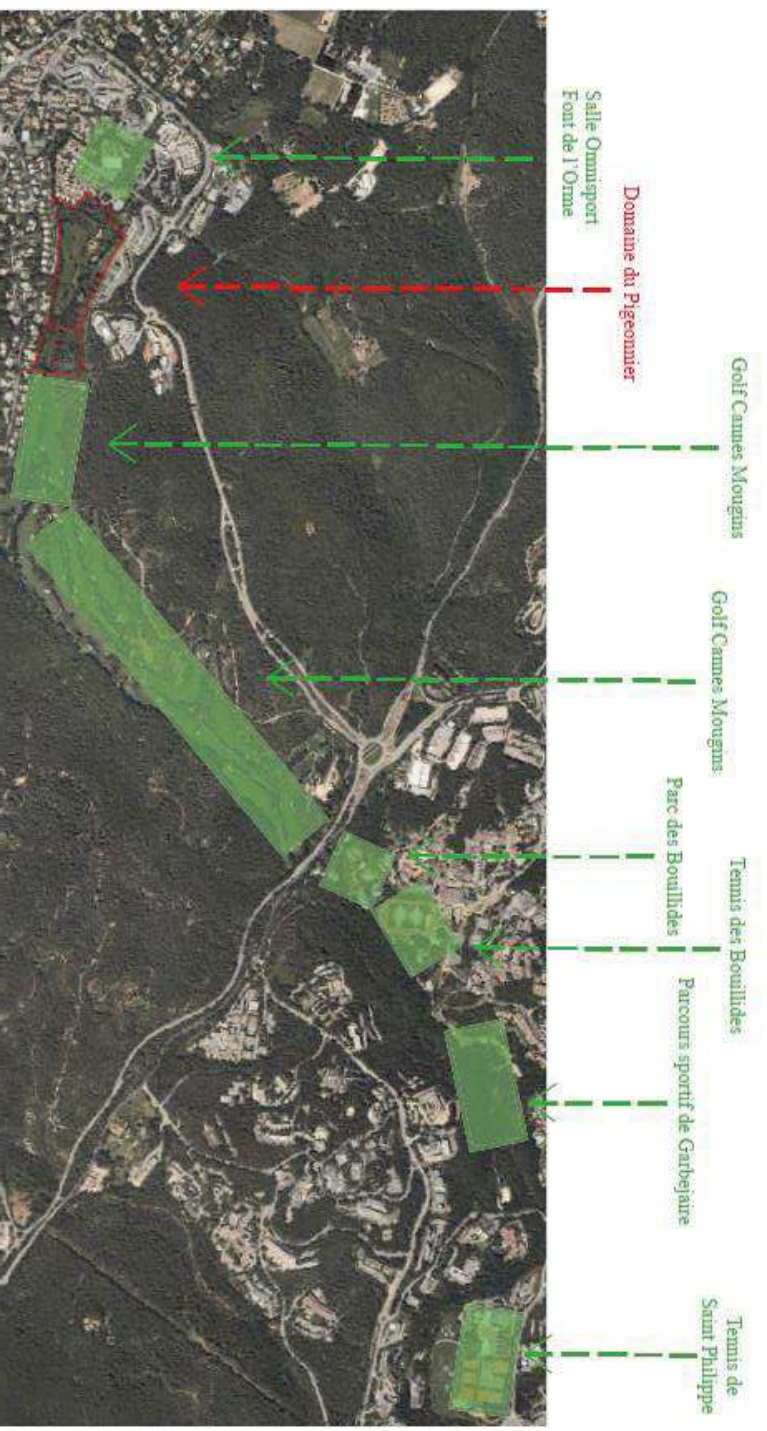 Salle Omnisport
Font de l'Orme
Domaine du Pigeonnier
Golf Cannes Mougins
Golf Cannes Mougins
Parc des Bouillides
Tennis des Bouillides
Parcours sportif de Garbejaire
Tennis de
Saint Philippe